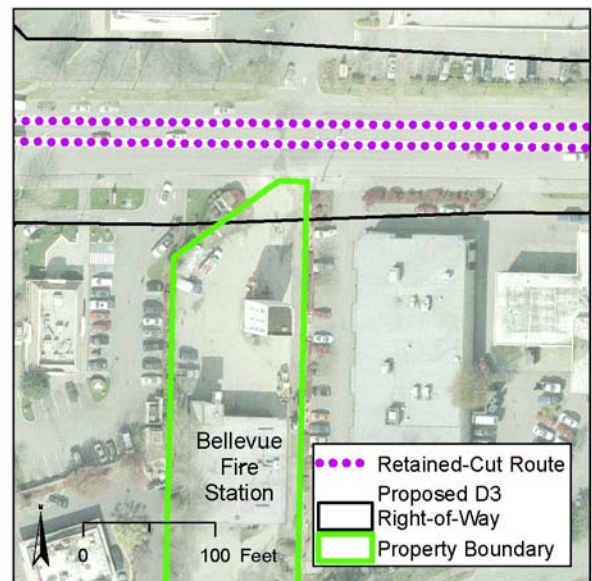 Bellevue
Fire
Station
Retained-Cut Route
Proposed D3
Right-of-Way
Property Boundary
0 100 Feet